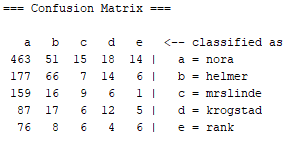 === Confusion Matrix ===
a b c d e <-- classified as
463 51 15 18 14 | a = nora
177 66 7 14 6 | b = helmer
159 16 9 6 1 | c = mrslinde
87 17 6 12 5 | d = krogstad
76 8 6 4 6 | e = rank